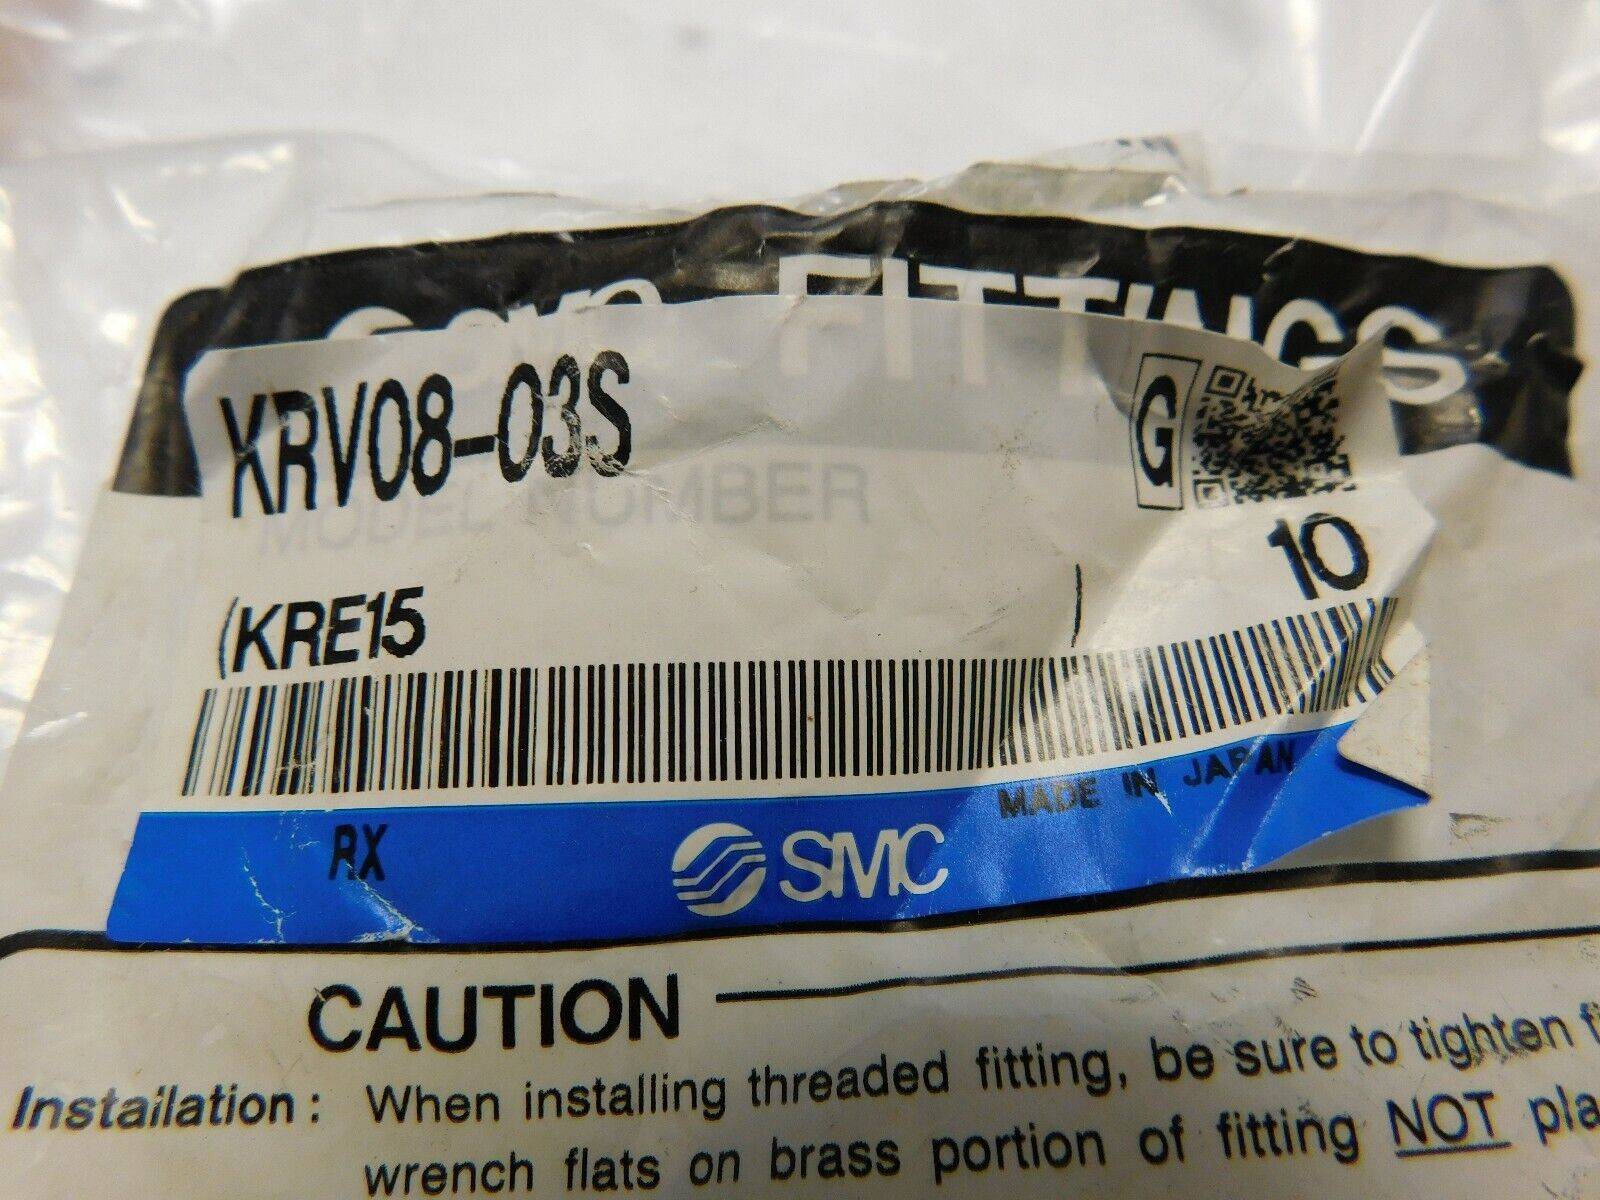 FITTINGS
KRV08-03S
G
MODEL NUMBER
10
(KRE15 )
MADE IN JAPAN
RX
SMC
CAUTION
Installation: When installing threaded fitting, be sure to tighten
wrench flats on brass portion of fitting NOT